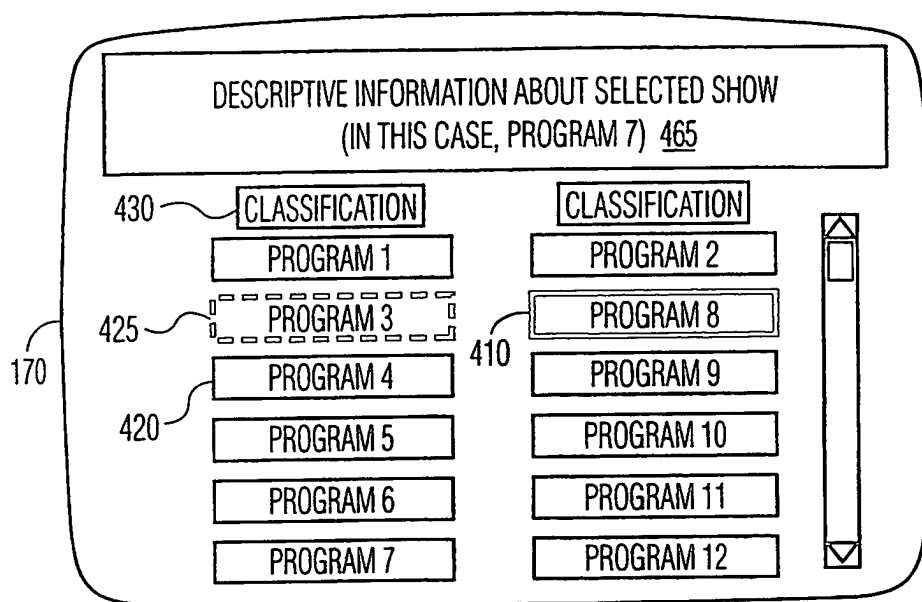 DESCRIPTIVE INFORMATION ABOUT SELECTED SHOW
(IN THIS CASE, PROGRAM 7) 465
430
CLASSIFICATION
CLASSIFICATION
PROGRAM 1
PROGRAM 2
425
PROGRAM 3
410
PROGRAM 8
170
420
PROGRAM 4
PROGRAM 9
PROGRAM 5
PROGRAM 10
PROGRAM 6
PROGRAM 11
PROGRAM 7
PROGRAM 12